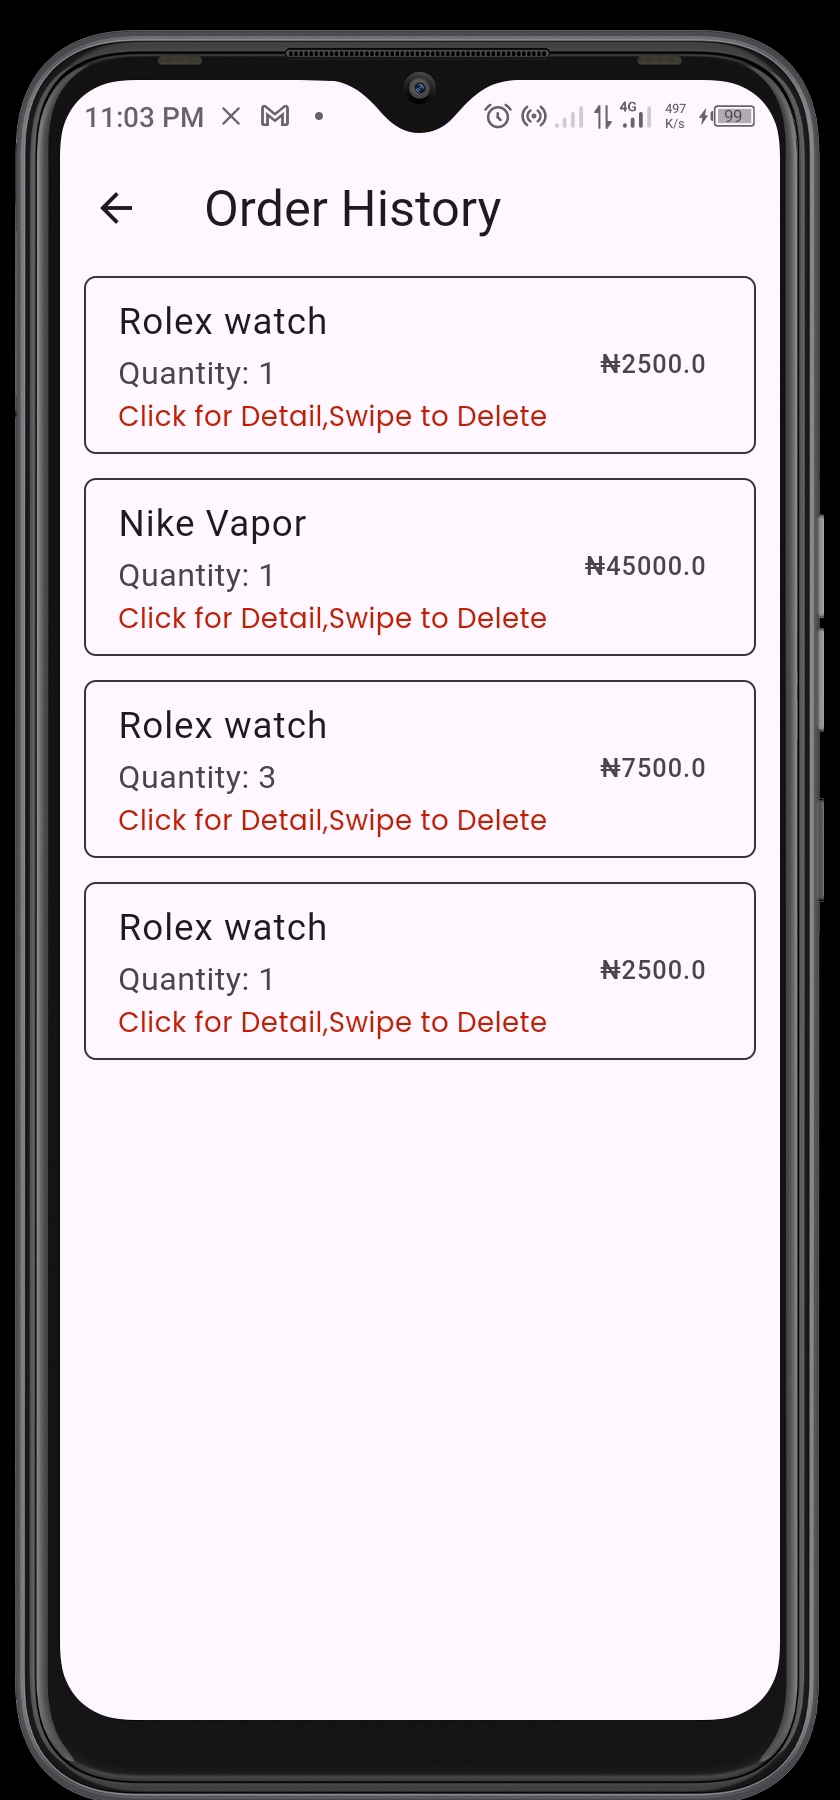 11:03 PM
4G
497
K/s
99
Order History
Rolex watch
Quantity: 1
₦2500.0
Click for Detail,Swipe to Delete
Nike Vapor
Quantity: 1
₦45000.0
Click for Detail,Swipe to Delete
Rolex watch
Quantity: 3
₦7500.0
Click for Detail,Swipe to Delete
Rolex watch
Quantity: 1
₦2500.0
Click for Detail,Swipe to Delete